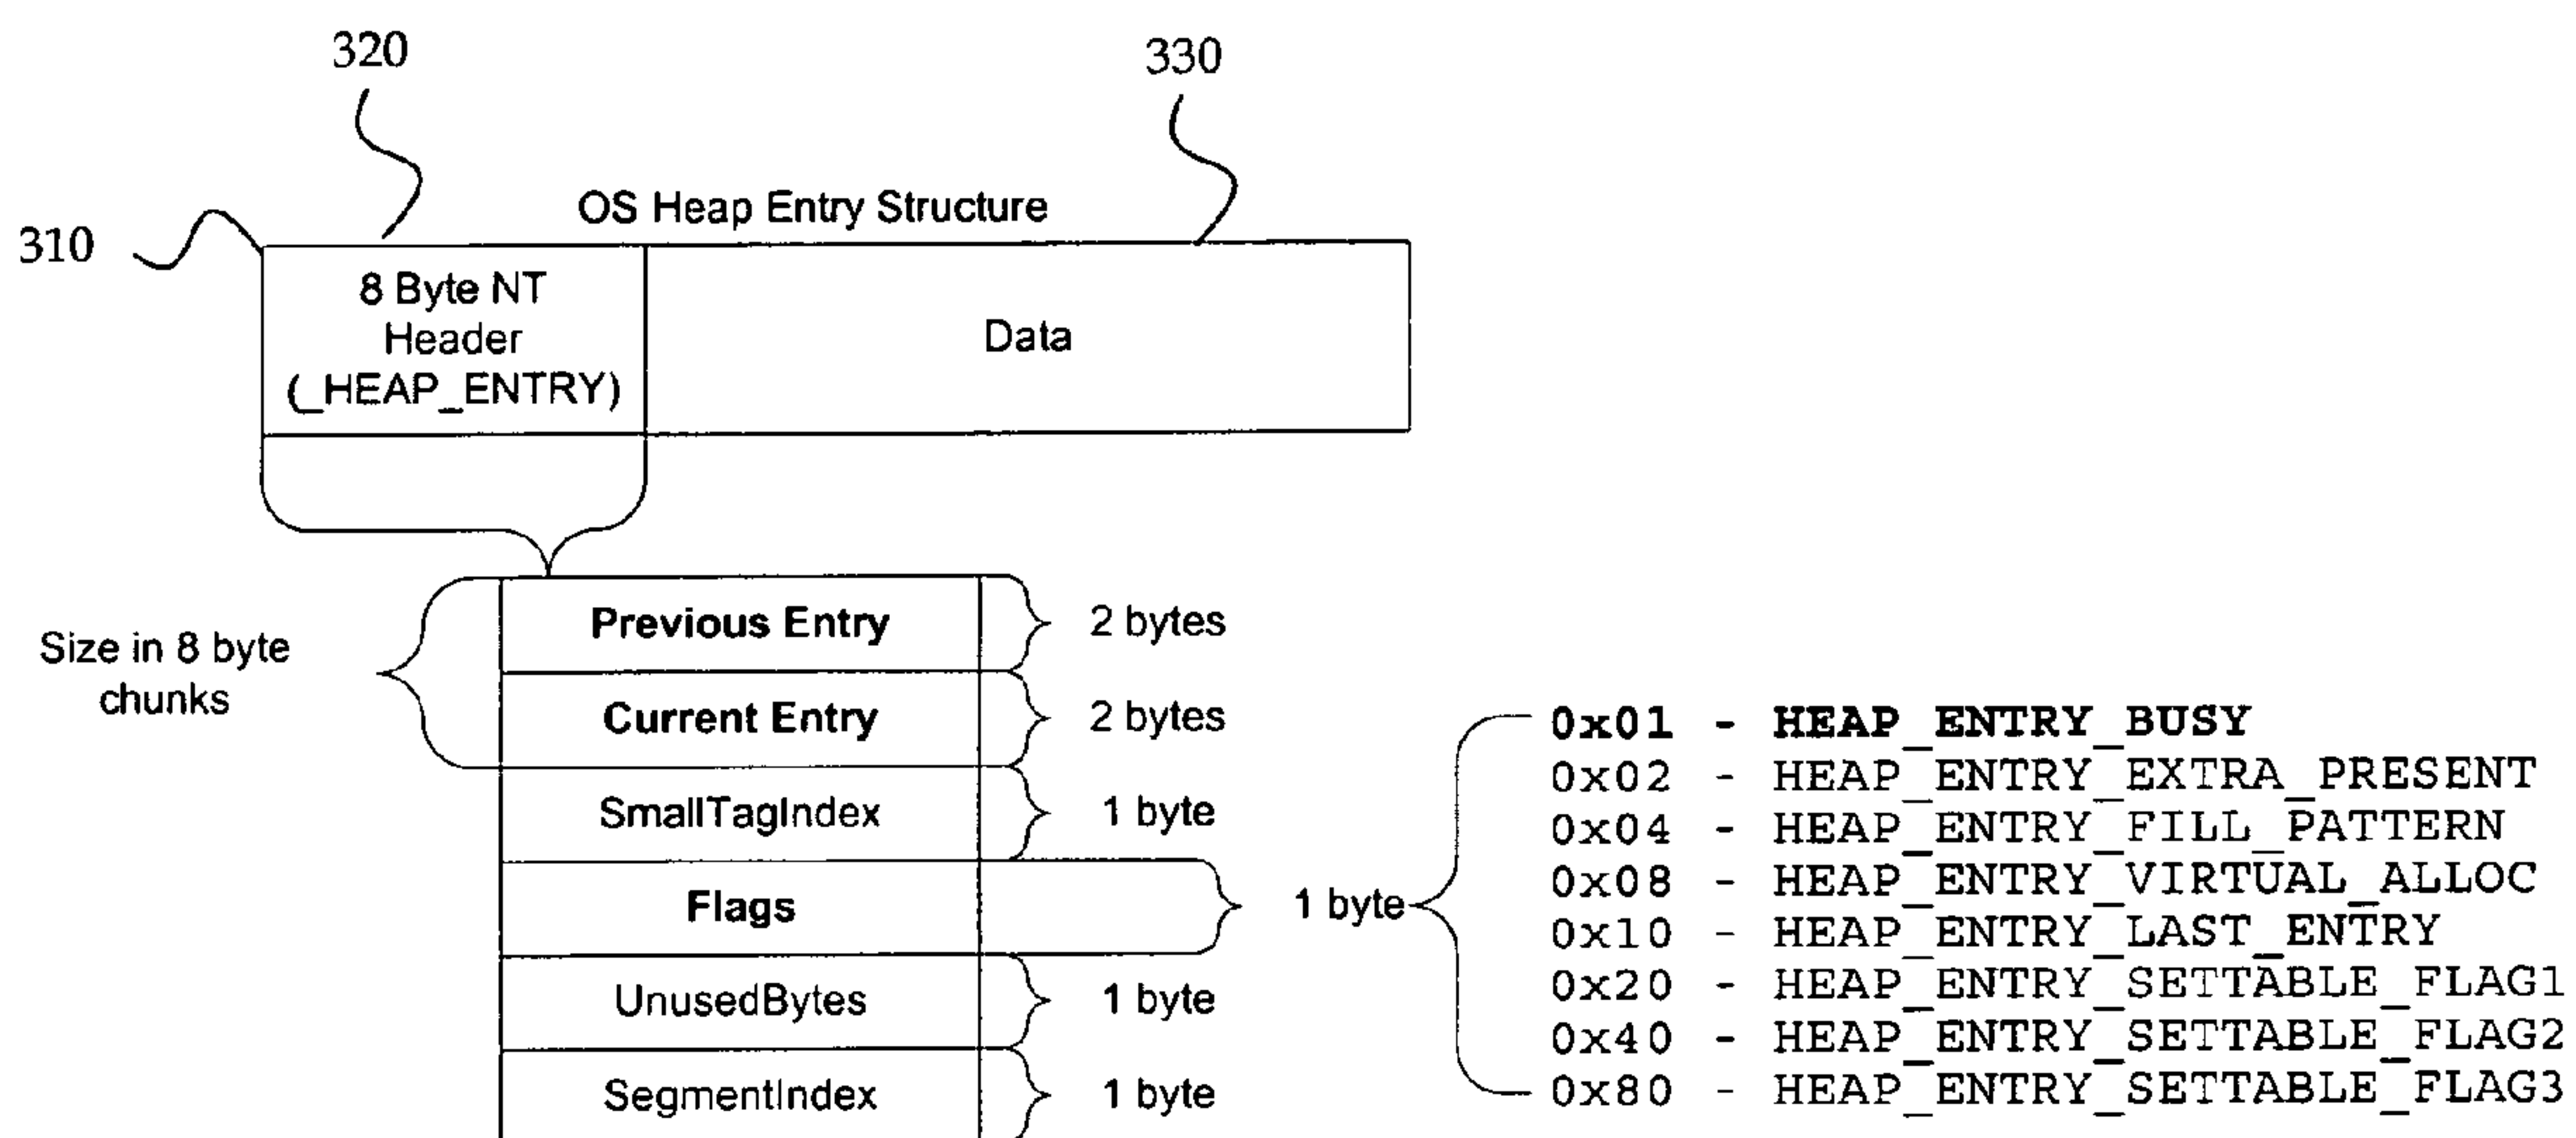 320
330
OS Heap Entry Structure
310
8 Byte NT
Header
(_HEAP_ENTRY)
Data
Size in 8 byte
chunks
Previous Entry
2 bytes
Current Entry
2 bytes
SmallTagIndex
1 byte
Flags
1 byte
UnusedBytes
1 byte
SegmentIndex
1 byte
0x01 - HEAP_ENTRY_BUSY
0x02 - HEAP_ENTRY_EXTRA_PRESENT
0x04 - HEAP_ENTRY_FILL_PATTERN
0x08 - HEAP_ENTRY_VIRTUAL_ALLOC
0x10 - HEAP_ENTRY_LAST_ENTRY
0x20 - HEAP_ENTRY_SETTABLE_FLAG1
0x40 - HEAP_ENTRY_SETTABLE_FLAG2
0x80 - HEAP_ENTRY_SETTABLE_FLAG3